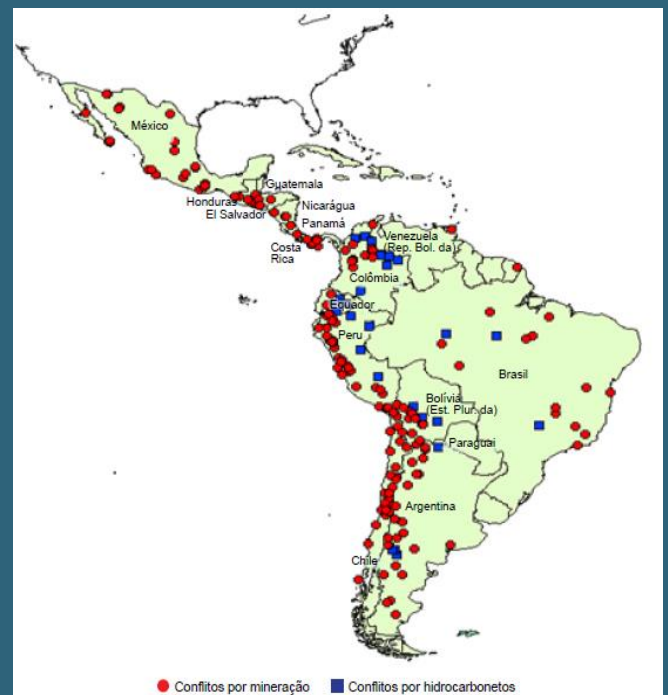 México
Guatemala
Honduras
Nicarágua
El Salvador
Panamá
Costa
Rica
Venezuela
(Rep. Bol. da)
Colômbia
Equador
Peru
Brasil
Bolívia
(Est. Plur. da)
Paraguai
Argentina
Chile
Conflitos por mineração Conflitos por hidrocarbonetos